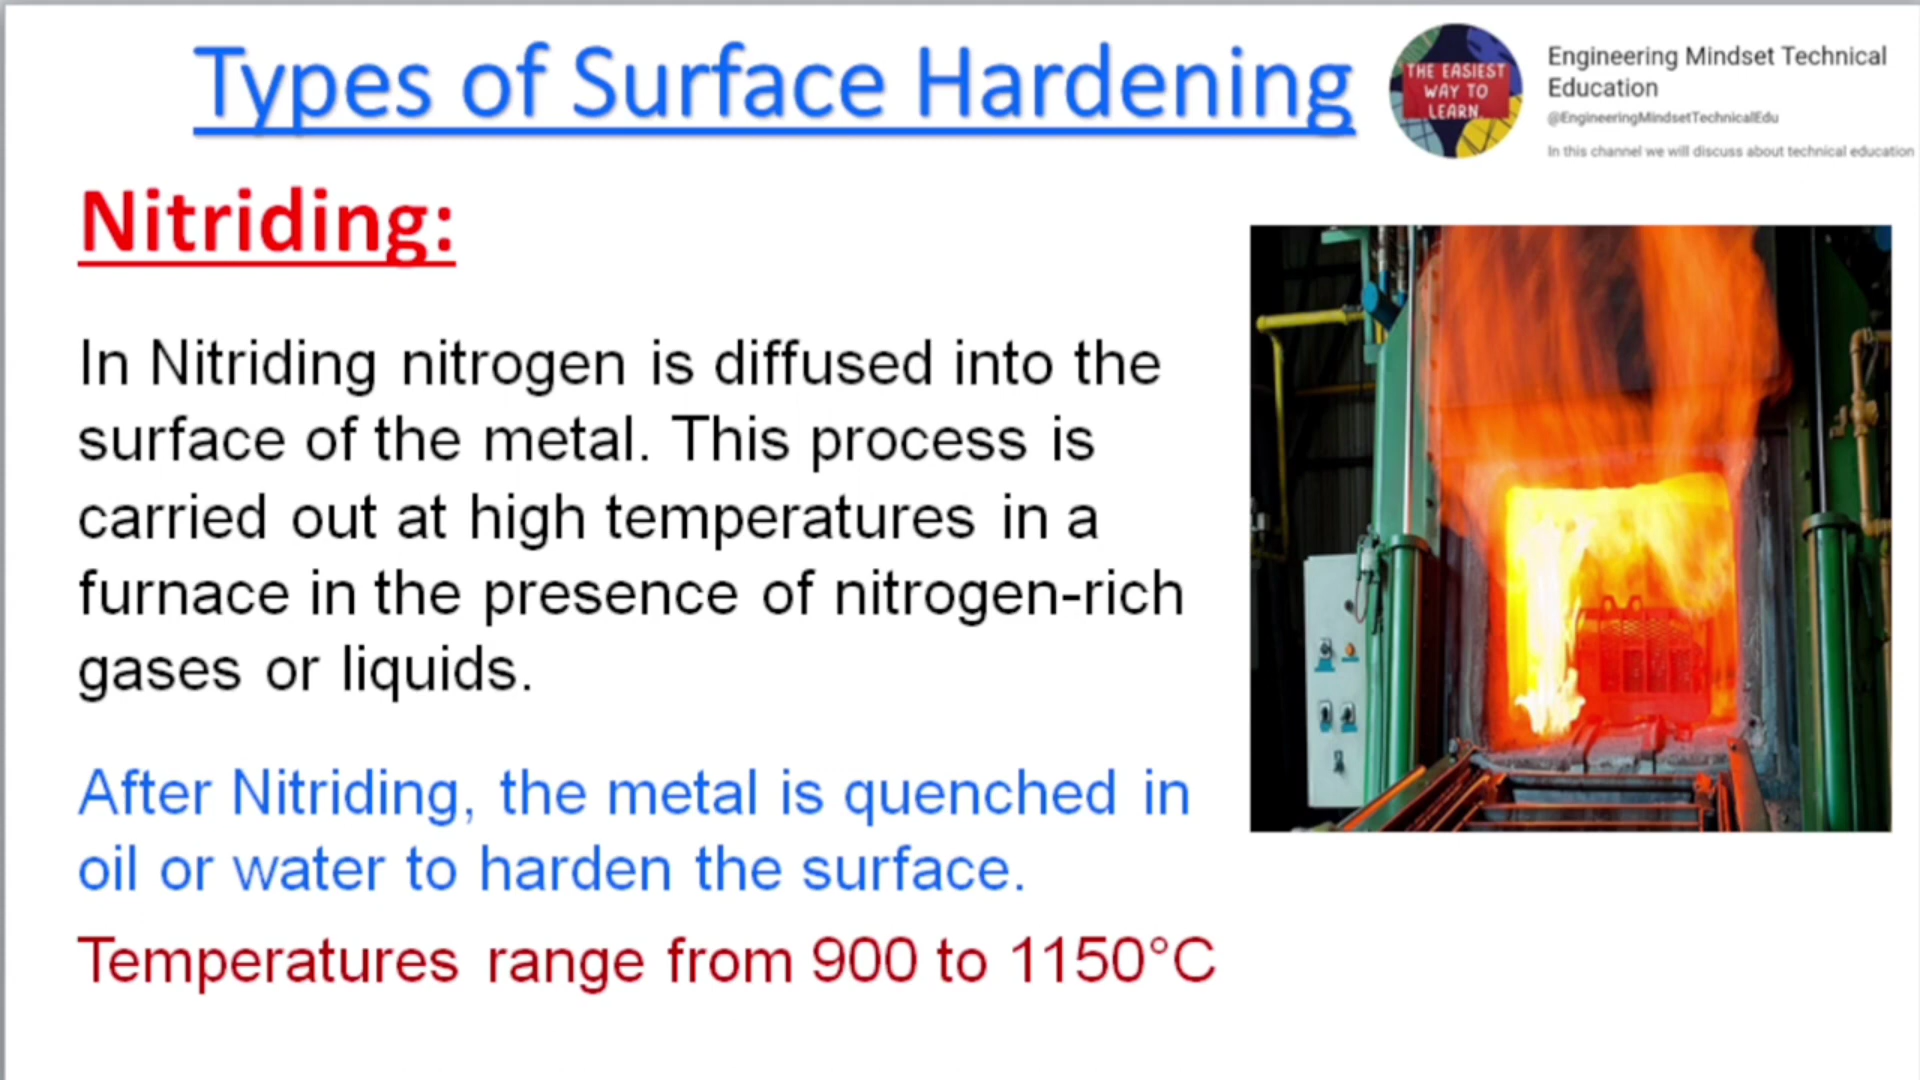 Types of Surface Hardening
THE EASIEST
WAY TO
LEARN
Engineering Mindset Technical
Education
@EngineeringMindsetTechnicalEdu
In this channel we will discuss about technical education
Nitriding:
In Nitriding nitrogen is diffused into the
surface of the metal. This process is
carried out at high temperatures in a
furnace in the presence of nitrogen-rich
gases or liquids.
After Nitriding, the metal is quenched in
oil or water to harden the surface.
Temperatures range from 900 to 1150°C